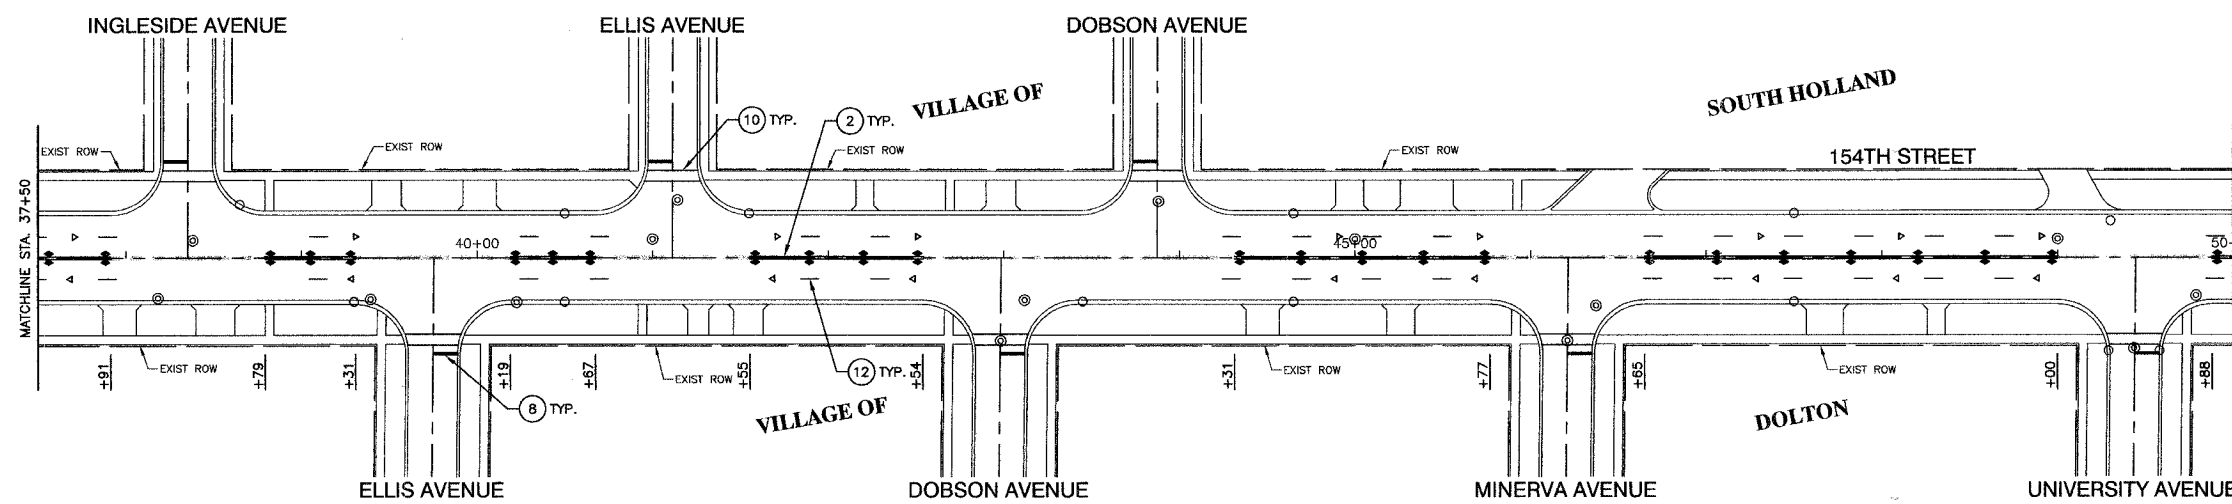 INGLESIDE AVENUE
ELLIS AVENUE
DOBSON AVENUE
VILLAGE OF
SOUTH HOLLAND
10 TYP.
2 TYP.
EXIST ROW
EXIST ROW
EXIST ROW
EXIST ROW
154TH STREET
MATCHLINE STA. 37+50
40+00
45+00
50
+91
+79
+31
+19
+67
+55
+54
+31
+77
+65
+00
+88
EXIST ROW
EXIST ROW
EXIST ROW
EXIST ROW
12 TYP.
8 TYP.
VILLAGE OF
DOLTON
ELLIS AVENUE
DOBSON AVENUE
MINERVA AVENUE
UNIVERSITY AVENUE